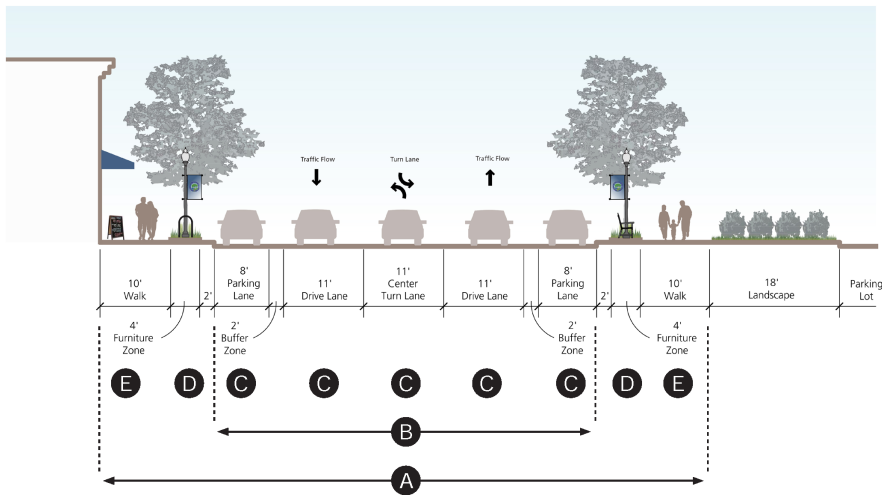 Traffic Flow
Turn Lane
Traffic Flow
10'
Walk
2'
8'
Parking
Lane
11'
Drive Lane
11'
Center
Turn Lane
11'
Drive Lane
8'
Parking
Lane
2'
10'
Walk
18'
Landscape
Parking
Lot
4'
Furniture
Zone
2'
Buffer
Zone
2'
Buffer
Zone
4'
Furniture
Zone
E D C C C C C D E
B
A